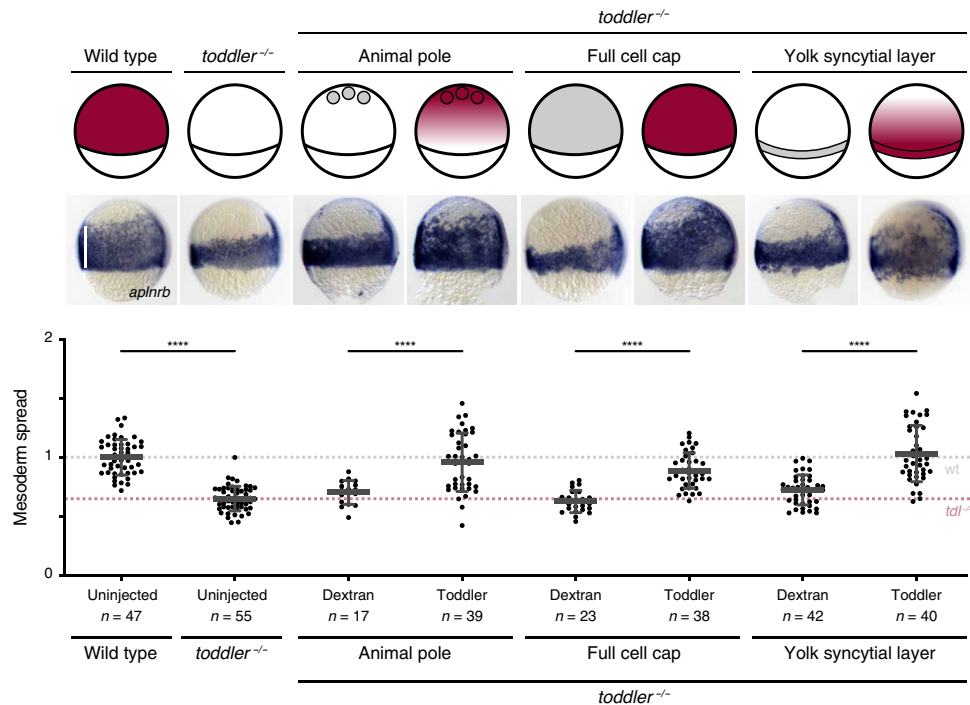 toddler⁻/⁻
Wild type toddler⁻/⁻ Animal pole Full cell cap Yolk syncytial layer
aplnrb
2
**** **** **** ****
Mesoderm spread
1
wt
tdl⁻/⁻
0
Uninjected Uninjected Dextran Toddler Dextran Toddler Dextran Toddler
n = 47 n = 55 n = 17 n = 39 n = 23 n = 38 n = 42 n = 40
Wild type toddler⁻/⁻ Animal pole Full cell cap Yolk syncytial layer
toddler⁻/⁻